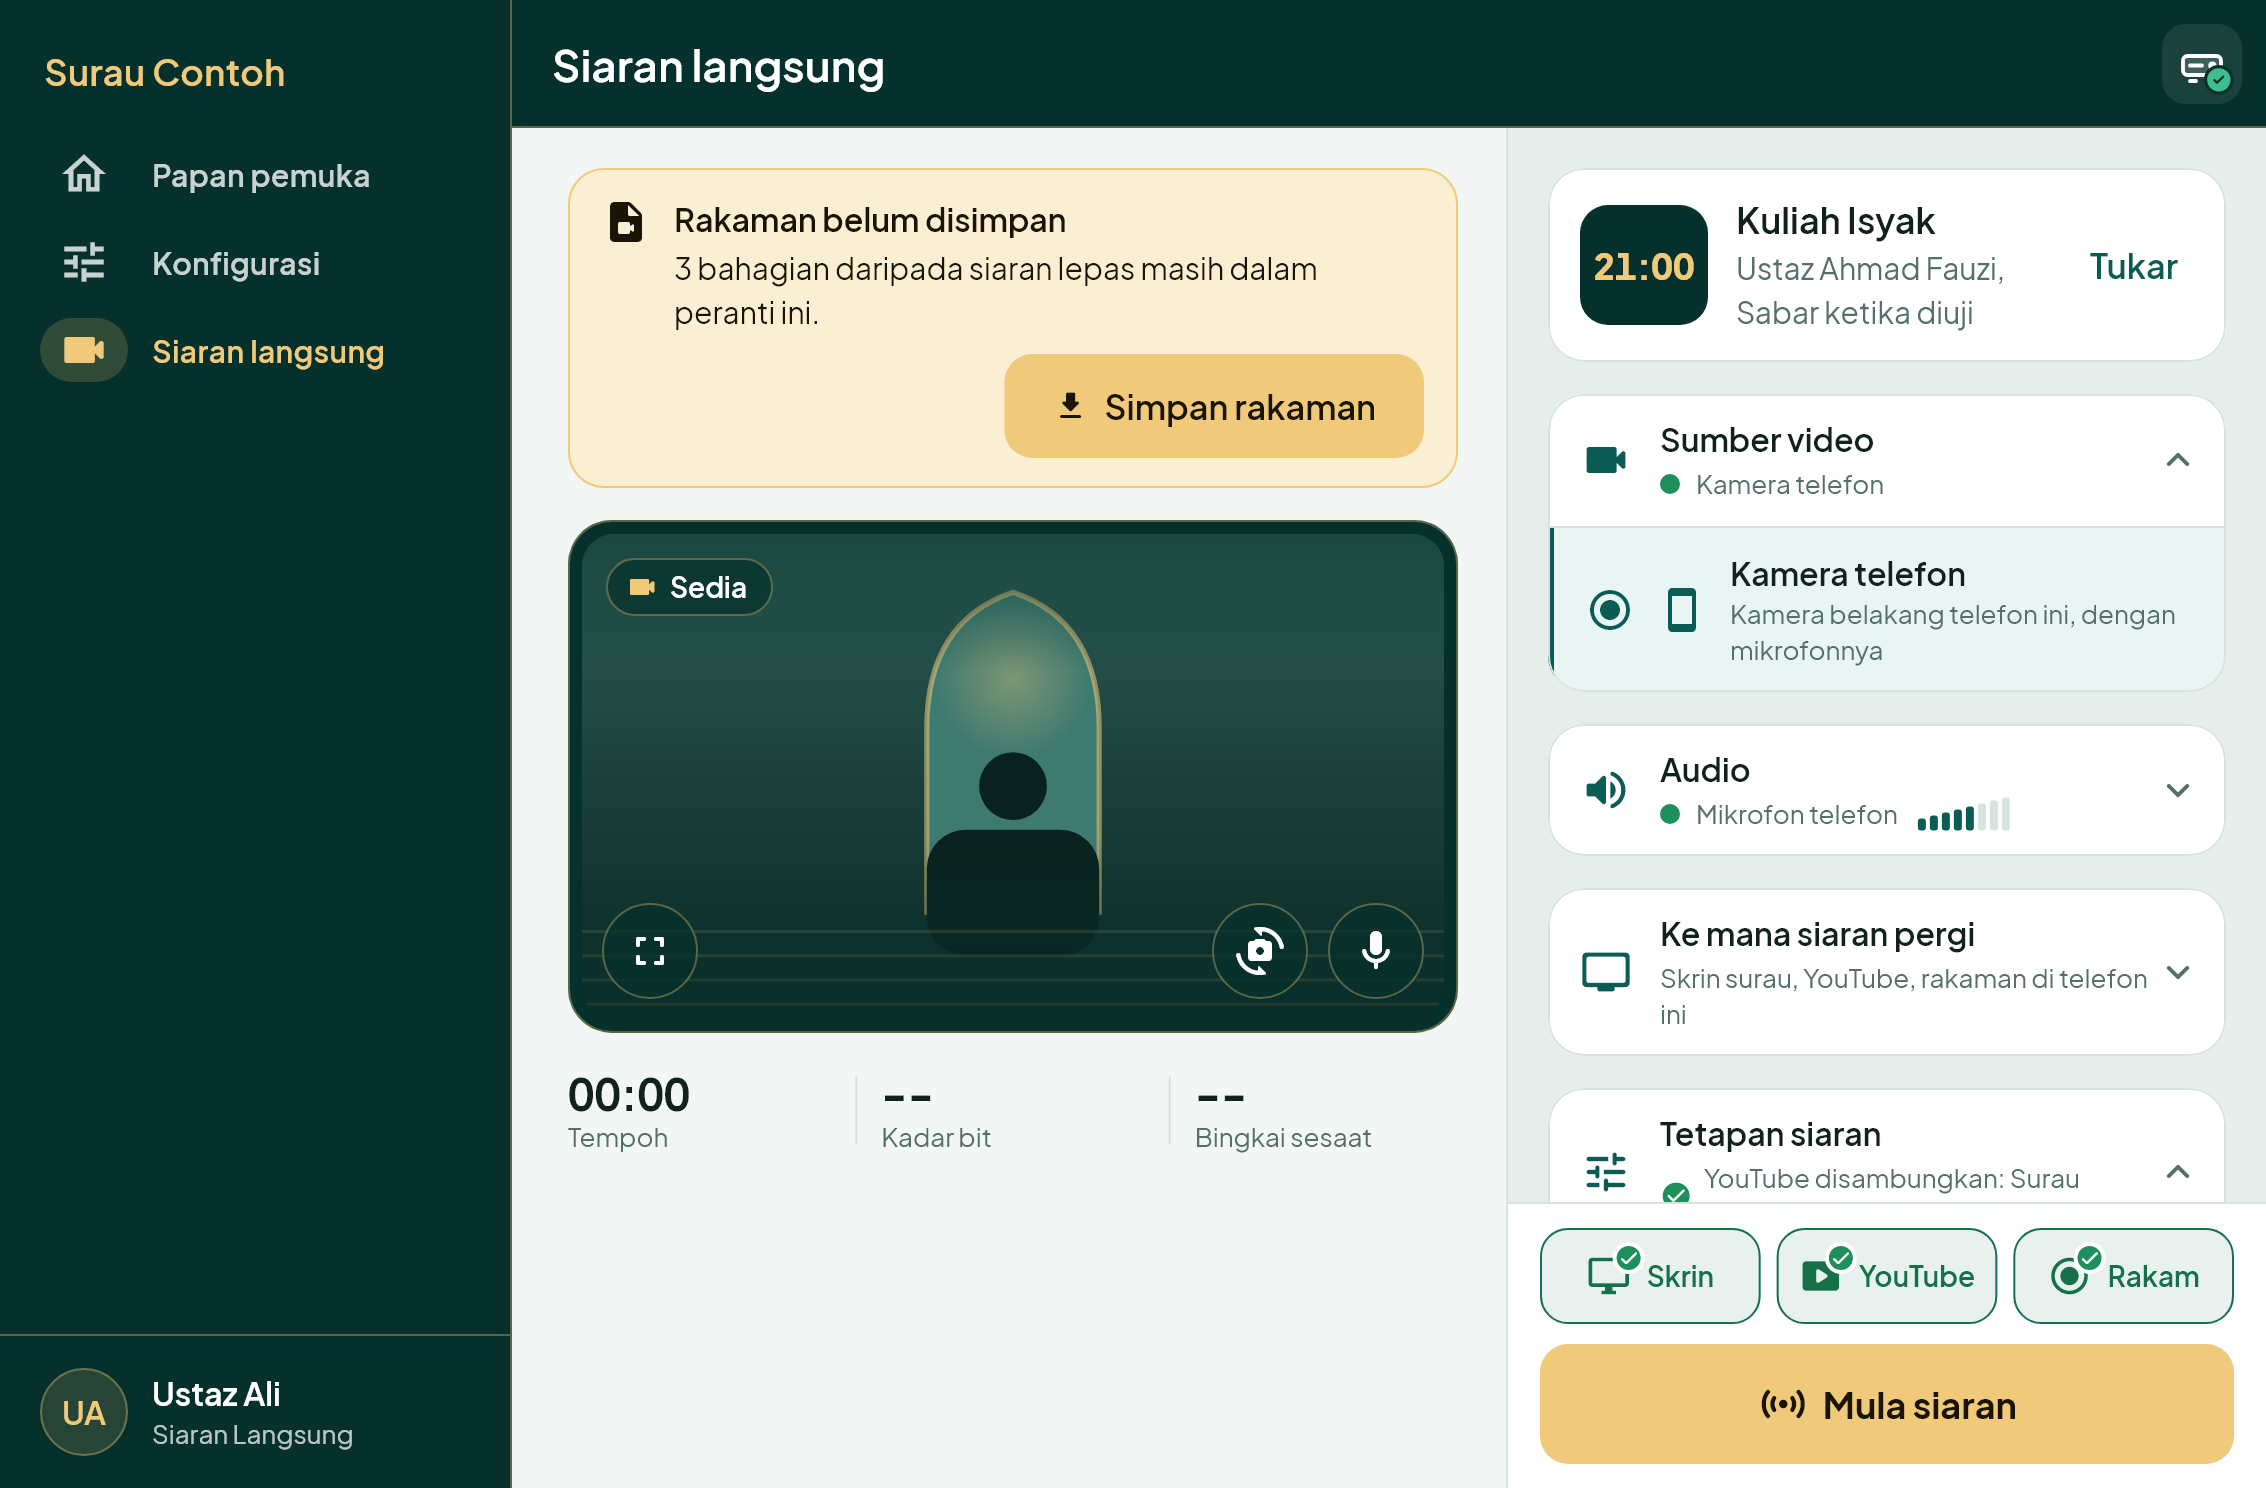 Surau Contoh
Papan pemuka
Konfigurasi
Siaran langsung
UA
Ustaz Ali
Siaran Langsung
Siaran langsung
Rakaman belum disimpan
3 bahagian daripada siaran lepas masih dalam
peranti ini.
Simpan rakaman
Sedia
00:00
Tempoh
--
Kadar bit
--
Bingkai sesaat
21:00
Kuliah Isyak
Ustaz Ahmad Fauzi,
Sabar ketika diuji
Tukar
Sumber video
Kamera telefon
Kamera telefon
Kamera belakang telefon ini, dengan
mikrofonnya
Audio
Mikrofon telefon
Ke mana siaran pergi
Skrin surau, YouTube, rakaman di telefon
ini
Tetapan siaran
YouTube disambungkan: Surau
Skrin
YouTube
Rakam
Mula siaran